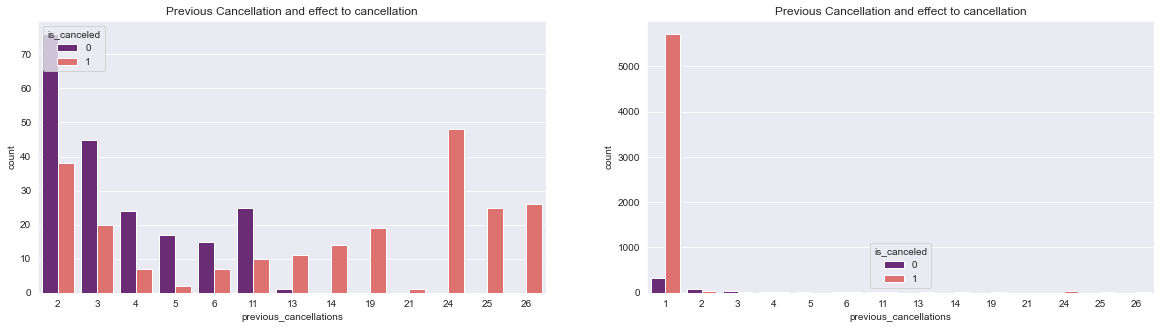 Previous Cancellation and effect to cancellation
is_canceled
0
1
70
60
50
40
30
20
10
0
count
2 3 4 5 6 11 13 14 19 21 24 25 26
previous_cancellations
Previous Cancellation and effect to cancellation
5000
4000
3000
2000
1000
0
count
is_canceled
0
1
1 2 3 4 5 6 11 13 14 19 21 24 25 26
previous_cancellations